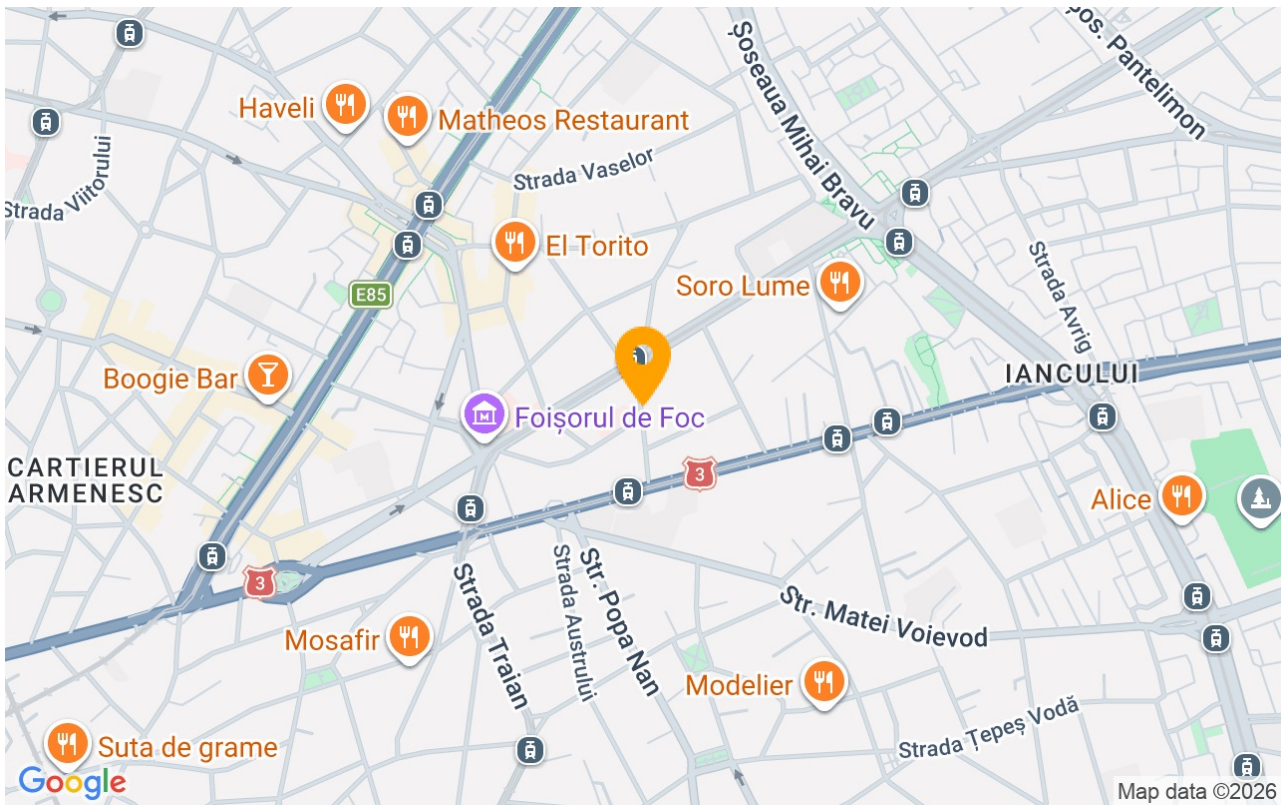 Șoseaua Mihai Bravu
Șos. Pantelimon
Haveli
Matheos Restaurant
Strada Vaselor
Strada Viitorului
El Torito
Soro Lume
Strada Avrig
E85
Boogie Bar
IANCULUI
Foișorul de Foc
CARTIERUL
ARMENESC
3
Alice
3
Strada Traian
Strada Austrului
Str. Popa Nan
Str. Matei Voievod
Mosafir
Modelier
Strada Țepeș Vodă
Suta de grame
Google
Map data ©2026